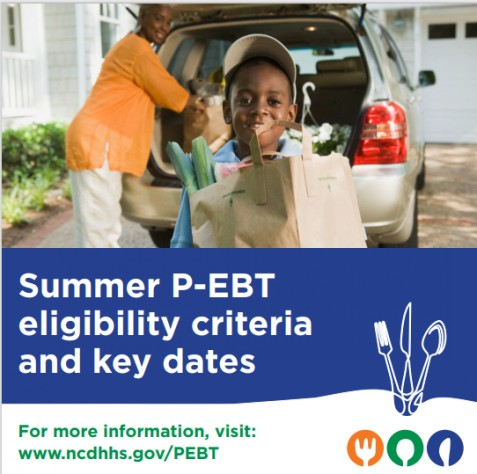 Summer P-EBT
eligibility criteria
and key dates
For more information, visit:
www.ncdhhs.gov/PEBT